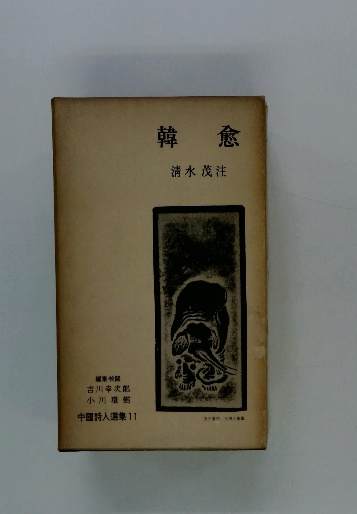 韓 愈
淸水茂注
編集・校閲
吉川幸次郎
小川環樹
中國詩人選集11